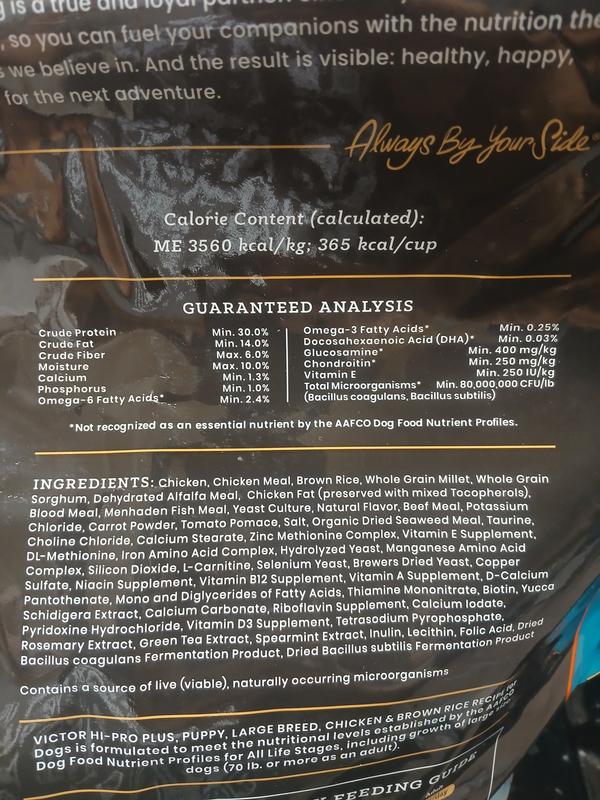 is a true and loyal
, so you can fuel your companions with the nutrition the
we believe in. And the result is visible: healthy, happy,
for the next adventure.
Always By Your Side
Calorie Content (calculated):
ME 3560 kcal/kg; 365 kcal/cup
GUARANTEED ANALYSIS
Crude Protein Min. 30.0%
Crude Fat Min. 14.0%
Crude Fiber Max. 6.0%
Moisture Max. 10.0%
Calcium Min. 1.3%
Phosphorus Min. 1.0%
Omega-6 Fatty Acids* Min. 2.4%
Omega-3 Fatty Acids* Min. 0.25%
Docosahexaenoic Acid (DHA)* Min. 0.03%
Glucosamine* Min. 400 mg/kg
Chondroitin* Min. 250 mg/kg
Vitamin E Min. 250 IU/kg
Total Microorganisms* Min. 80,000,000 CFU/lb
(Bacillus coagulans, Bacillus subtilis)
*Not recognized as an essential nutrient by the AAFCO Dog Food Nutrient Profiles.
INGREDIENTS: Chicken, Chicken Meal, Brown Rice, Whole Grain Millet, Whole Grain
Sorghum, Dehydrated Alfalfa Meal, Chicken Fat (preserved with mixed Tocopherols),
Blood Meal, Menhaden Fish Meal, Yeast Culture, Natural Flavor, Beef Meal, Potassium
Chloride, Carrot Powder, Tomato Pomace, Salt, Organic Dried Seaweed Meal, Taurine,
Choline Chloride, Calcium Stearate, Zinc Methionine Complex, Vitamin E Supplement,
DL-Methionine, Iron Amino Acid Complex, Hydrolyzed Yeast, Manganese Amino Acid
Complex, Silicon Dioxide, L-Carnitine, Selenium Yeast, Brewers Dried Yeast, Copper
Sulfate, Niacin Supplement, Vitamin B12 Supplement, Vitamin A Supplement, D-Calcium
Pantothenate, Mono and Diglycerides of Fatty Acids, Thiamine Mononitrate, Biotin, Yucca
Schidigera Extract, Calcium Carbonate, Riboflavin Supplement, Calcium Iodate,
Pyridoxine Hydrochloride, Vitamin D3 Supplement, Tetrasodium Pyrophosphate,
Rosemary Extract, Green Tea Extract, Spearmint Extract, Inulin, Lecithin, Folic Acid, Dried
Bacillus coagulans Fermentation Product, Dried Bacillus subtilis Fermentation Product
Contains a source of live (viable), naturally occurring microorganisms
VICTOR HI-PRO PLUS, PUPPY, LARGE BREED, CHICKEN & BROWN RICE RECIPE for
Dogs is formulated to meet the nutritional levels established by the AAFCO
Dog Food Nutrient Profiles for All Life Stages, including growth of large size
dogs (70 lb. or more as an adult).
FEEDING GUIDE
Adult